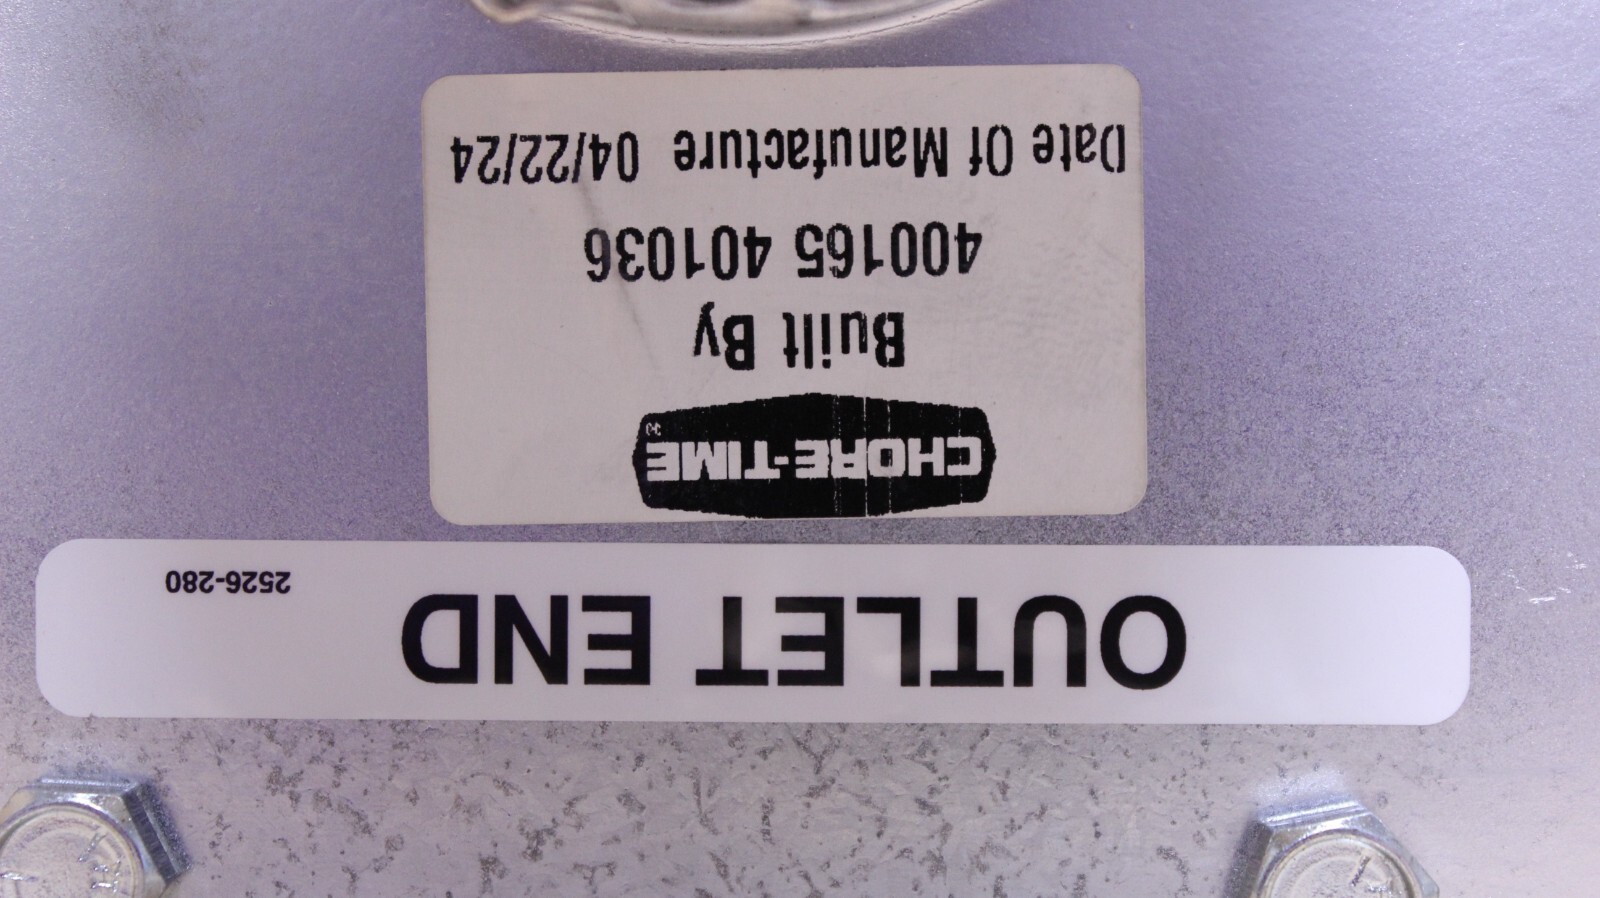 OUTLET END
2526-280
CHORE-TIME
Built By
400165 401036
Date Of Manufacture 04/22/24